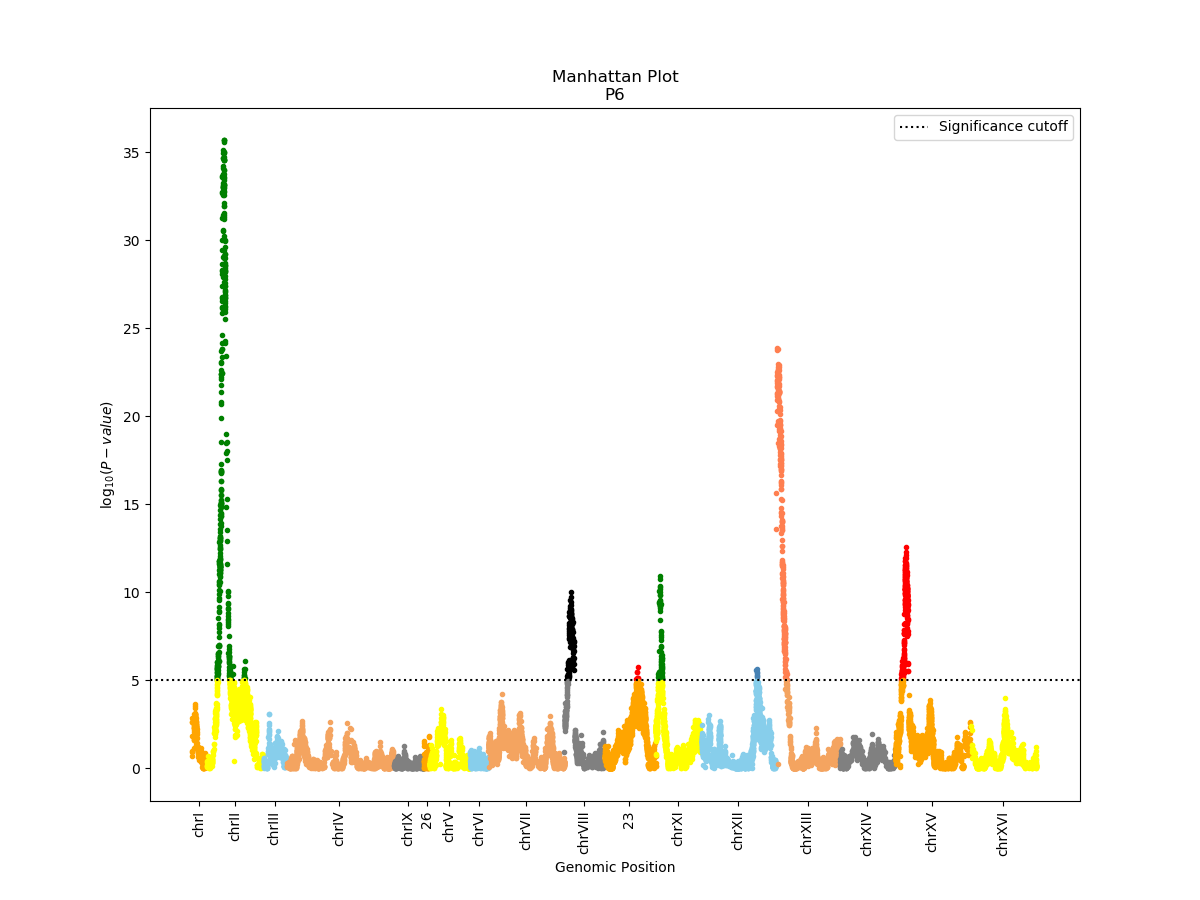 Manhattan Plot
P6
Significance cutoff
35
30
25
20
15
10
5
0
log10(P − value)
chrI
chrII
chrIII
chrIV
chrIX
26
chrV
chrVI
chrVII
chrVIII
23
chrXI
chrXII
chrXIII
chrXIV
chrXV
chrXVI
Genomic Position